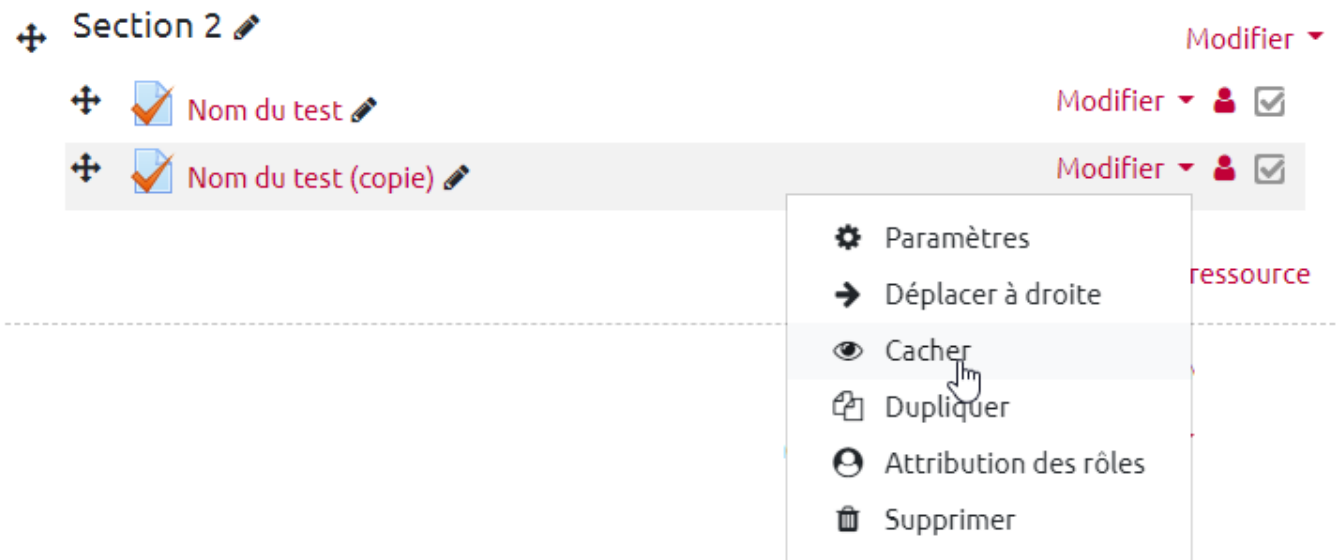 Section 2
Modifier
Nom du test
Modifier
Nom du test (copie)
Modifier
Paramètres
ressource
Déplacer à droite
Cacher
Dupliquer
Attribution des rôles
Supprimer